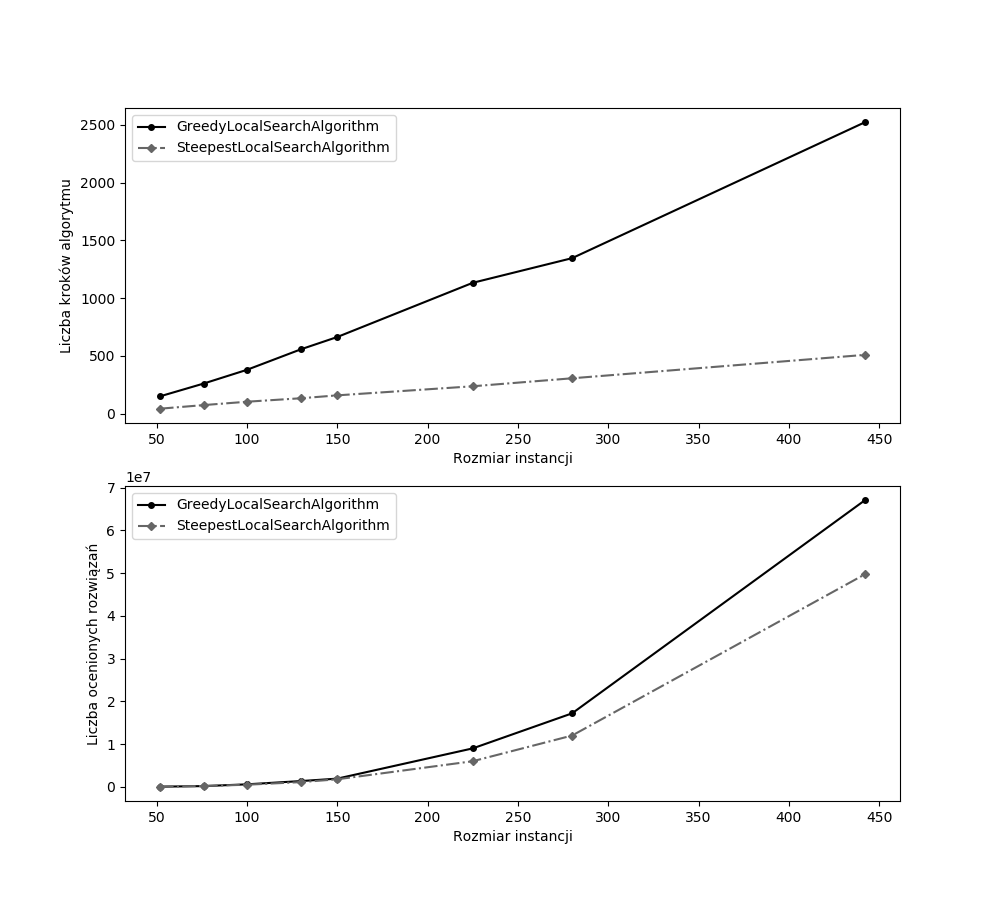 GreedyLocalSearchAlgorithm
SteepestLocalSearchAlgorithm
Liczba kroków algorytmu
2500
2000
1500
1000
500
0
50 100 150 200 250 300 350 400 450
Rozmiar instancji
1e7
GreedyLocalSearchAlgorithm
SteepestLocalSearchAlgorithm
Liczba ocenionych rozwiązań
7
6
5
4
3
2
1
0
50 100 150 200 250 300 350 400 450
Rozmiar instancji